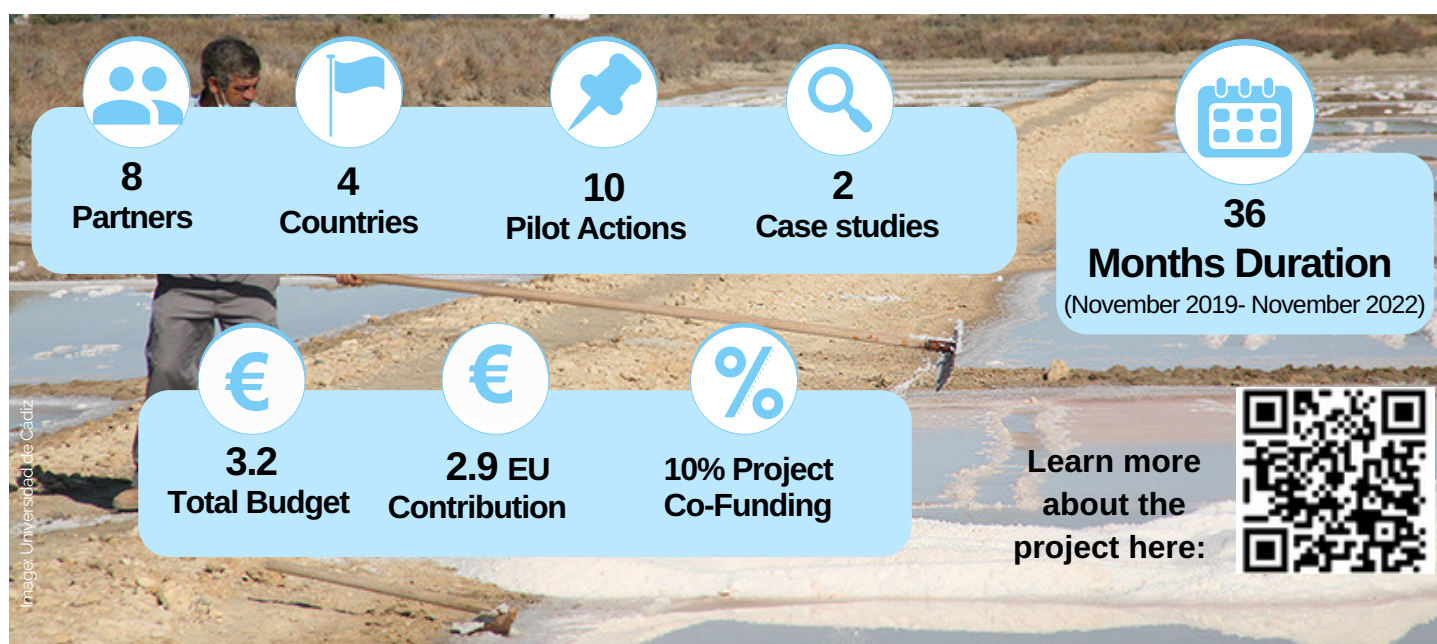 8
Partners
4
Countries
10
Pilot Actions
2
Case studies
36
Months Duration
(November 2019- November 2022)
€
3.2
Total Budget
€
2.9 EU
Contribution
%
10% Project
Co-Funding
Learn more
about the
project here:
Image: Universidad de Cádiz